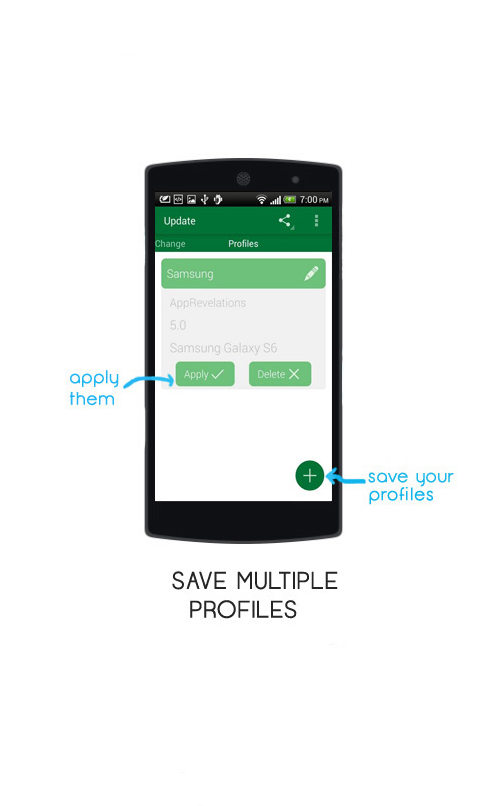 7:00 PM
Update
Change Profiles
Samsung
AppRevelations
5.0
Samsung Galaxy S6
Apply Delete
apply
them
save your
profiles
SAVE MULTIPLE
PROFILES